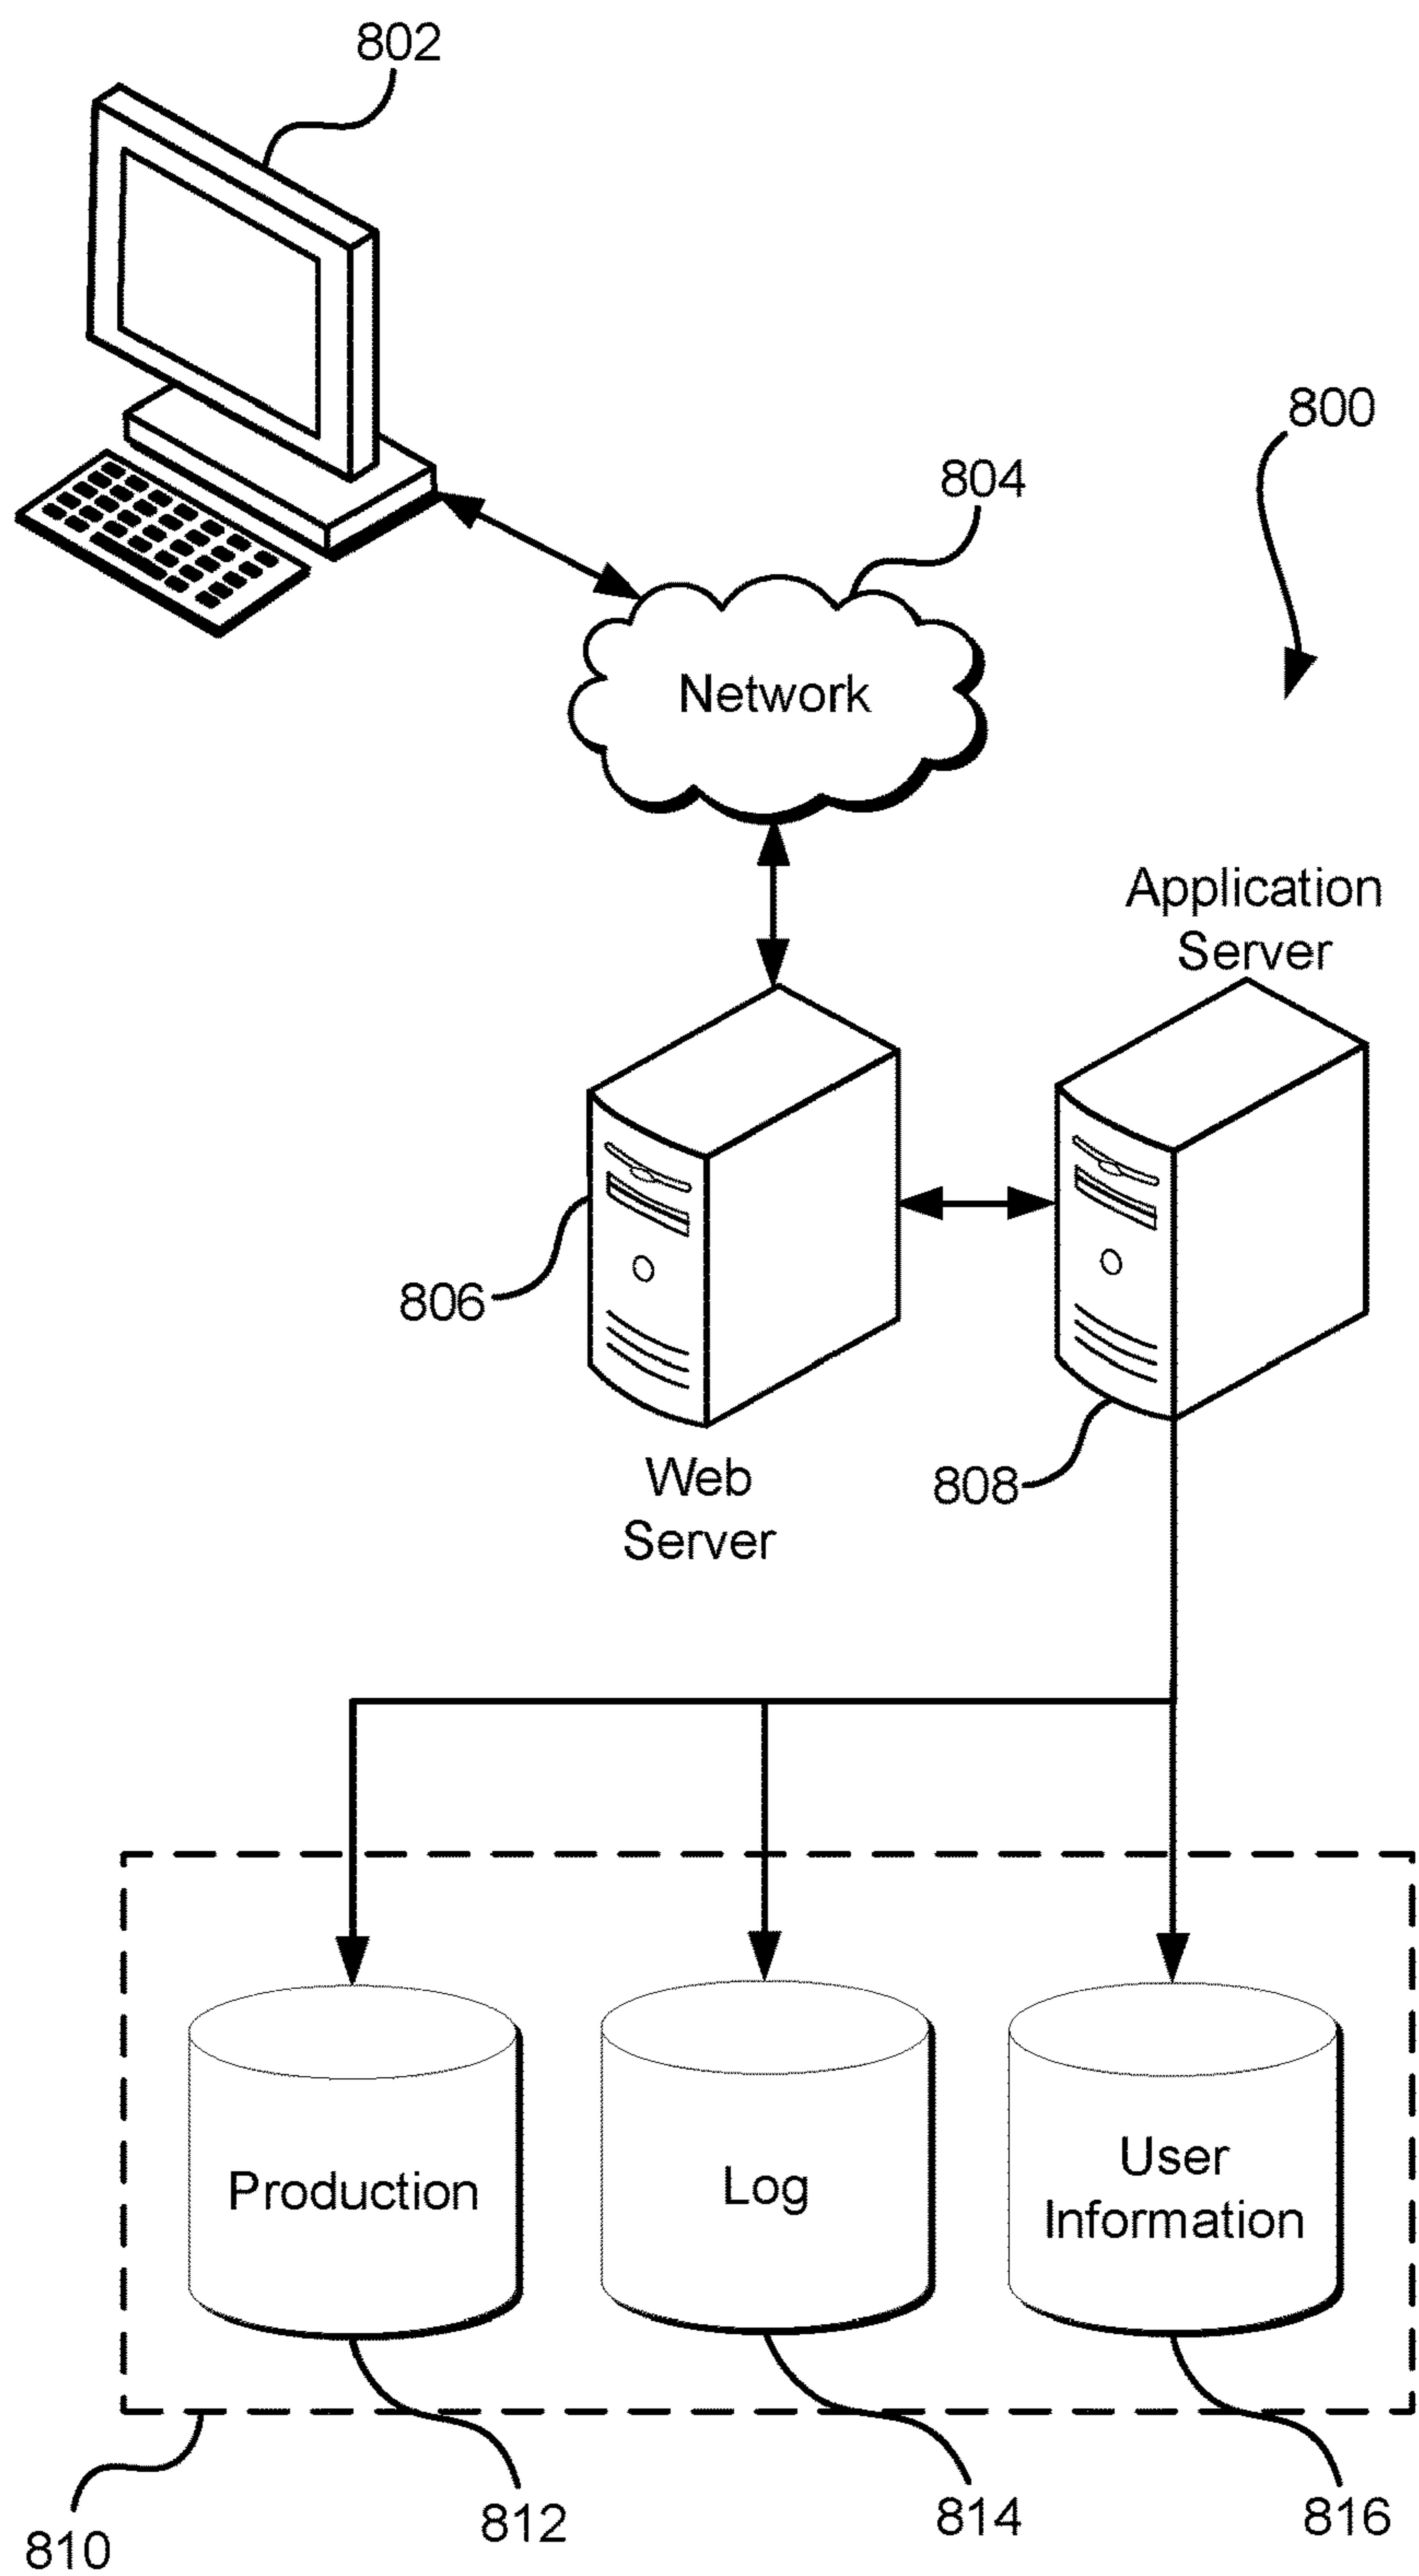 802
800
804
Network
Application
Server
806
Web
Server
808
Production
Log
User
Information
810
812
814
816